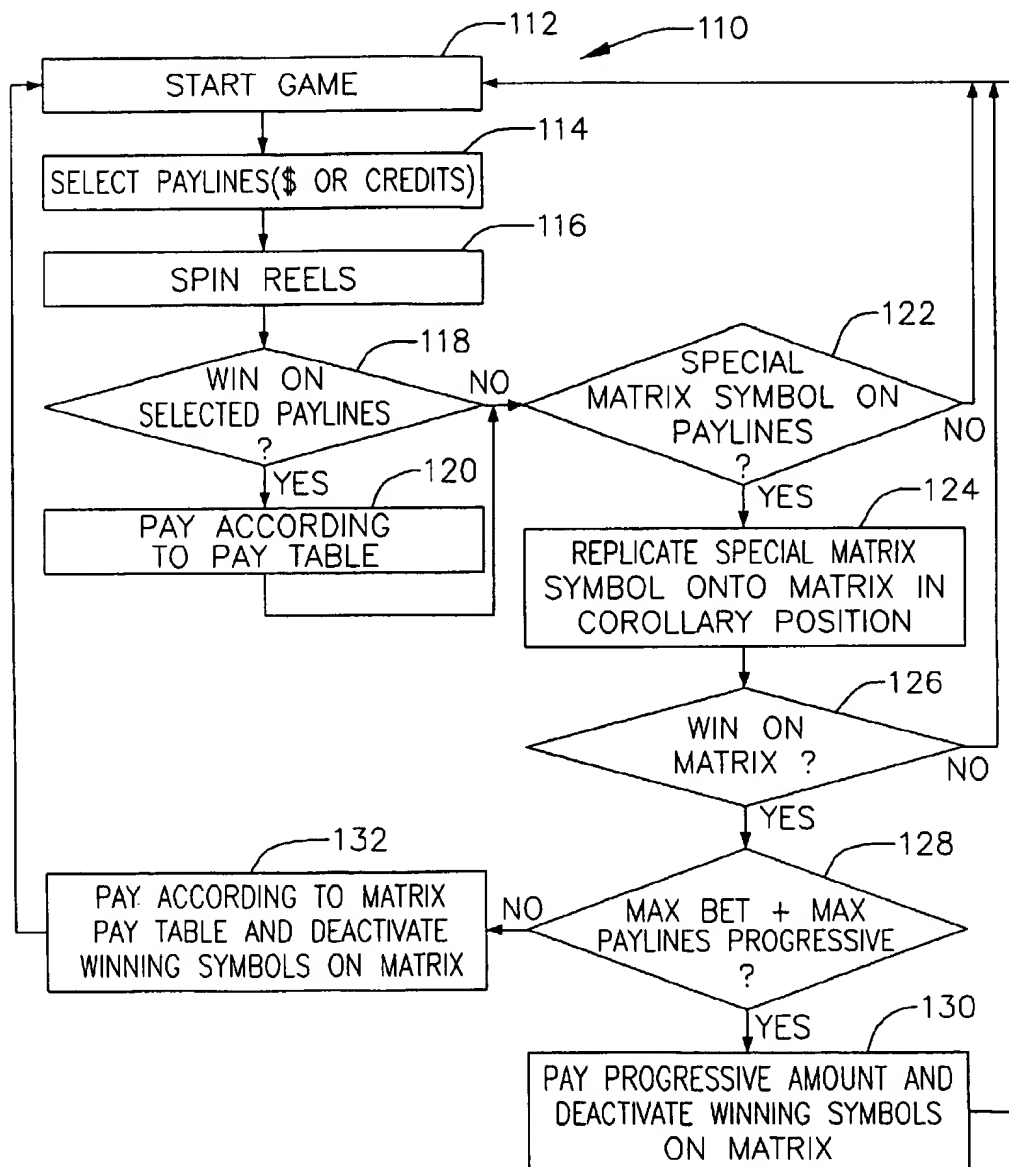 112
110
START GAME
114
SELECT PAYLINES($ OR CREDITS)
116
SPIN REELS
118
WIN ON
SELECTED PAYLINES
?
NO
YES
120
PAY ACCORDING
TO PAY TABLE
122
SPECIAL
MATRIX SYMBOL ON
PAYLINES
?
NO
YES
124
REPLICATE SPECIAL MATRIX
SYMBOL ONTO MATRIX IN
COROLLARY POSITION
126
WIN ON
MATRIX ?
NO
YES
128
MAX BET + MAX
PAYLINES PROGRESSIVE
?
NO
YES
132
PAY ACCORDING TO MATRIX
PAY TABLE AND DEACTIVATE
WINNING SYMBOLS ON MATRIX
130
PAY PROGRESSIVE AMOUNT AND
DEACTIVATE WINNING SYMBOLS
ON MATRIX